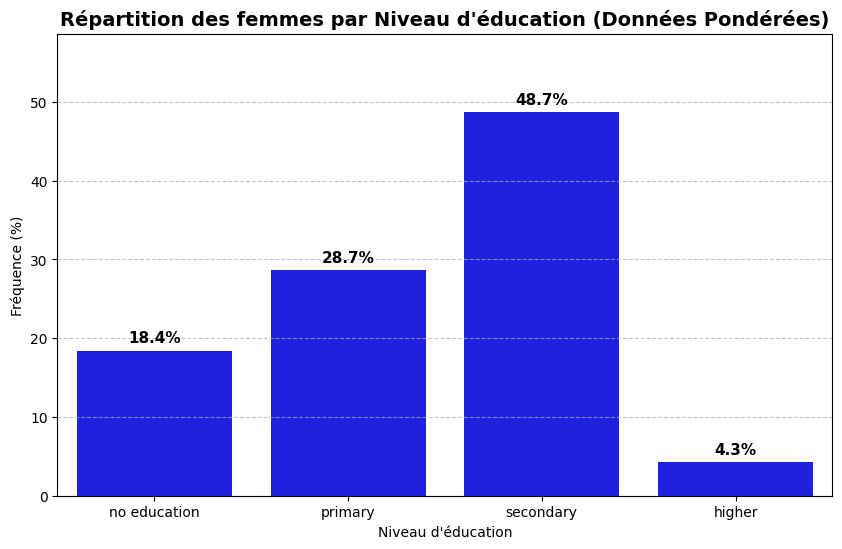 Répartition des femmes par Niveau d'éducation (Données Pondérées)
Fréquence (%)
50
40
30
20
10
0
18.4%
28.7%
48.7%
4.3%
no education
primary
secondary
higher
Niveau d'éducation